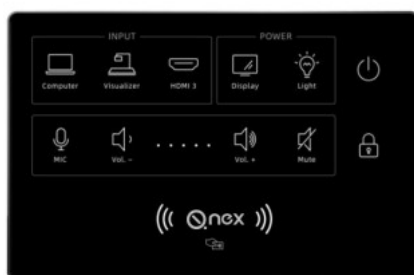 INPUT POWER
Computer Visualizer HDMI 3 Display Light
MIC Vol. − Vol. + Mute
Qnex